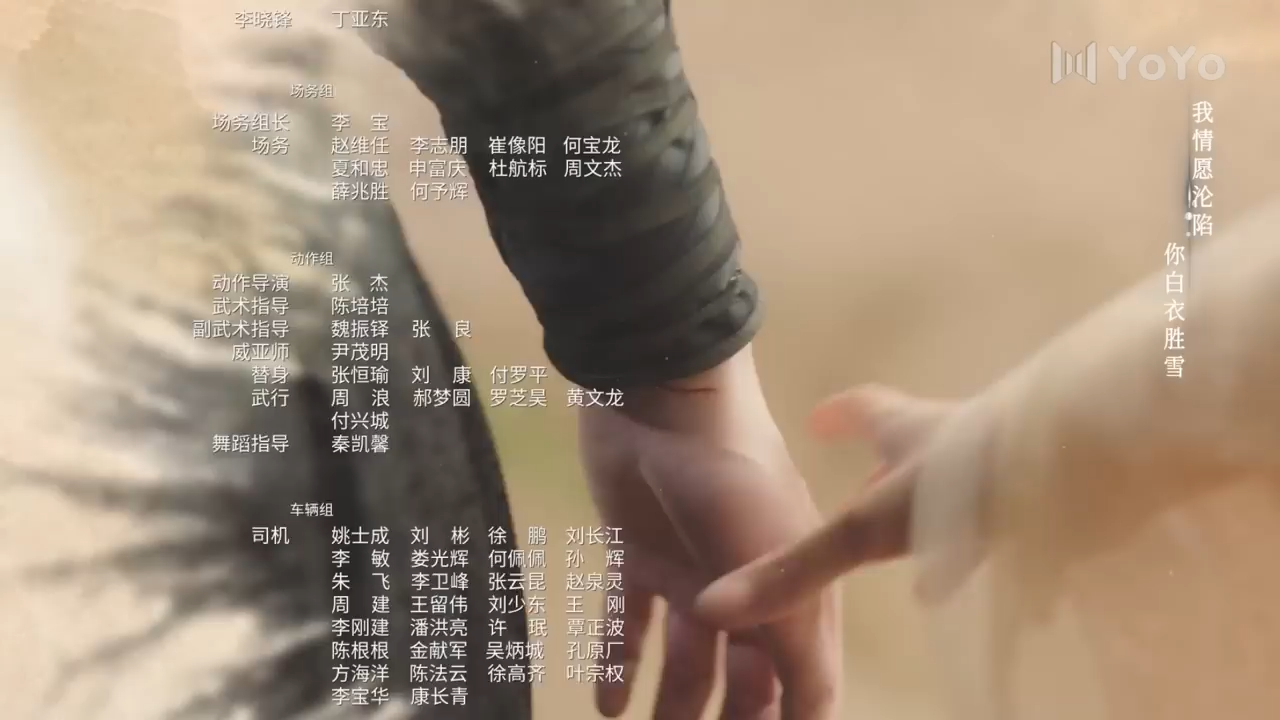 李晓锋 丁亚东
场务组
场务组长 李 宝
场务 赵维任 李志朋 崔像阳 何宝龙
夏和忠 申富庆 杜航标 周文杰
薛兆胜 何予辉
动作组
动作导演 张 杰
武术指导 陈培培
副武术指导 魏振铎 张 良
威亚师 尹茂明
替身 张恒瑜 刘 康 付罗平
武行 周 浪 郝梦圆 罗芝昊 黄文龙
付兴城
舞蹈指导 秦凯馨
车辆组
司机 姚士成 刘 彬 徐 鹏 刘长江
李 敏 娄光辉 何佩佩 孙 辉
朱 飞 李卫峰 张云昆 赵泉灵
周 建 王留伟 刘少东 王 刚
李刚建 潘洪亮 许 珉 覃正波
陈根根 金献军 吴炳城 孔原厂
方海洋 陈法云 徐高齐 叶宗权
李宝华 康长青
YoYo
我情愿沦陷
你白衣胜雪